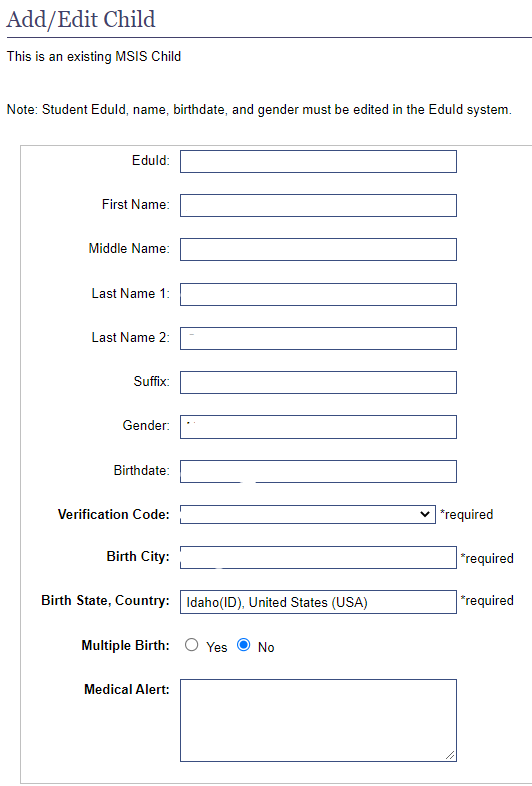 Add/Edit Child
This is an existing MSIS Child
Note: Student EduId, name, birthdate, and gender must be edited in the EduId system.
EduId:
First Name:
Middle Name:
Last Name 1:
Last Name 2:
Suffix:
Gender:
Birthdate:
Verification Code: *required
Birth City: *required
Birth State, Country: Idaho(ID), United States (USA) *required
Multiple Birth: Yes No
Medical Alert: